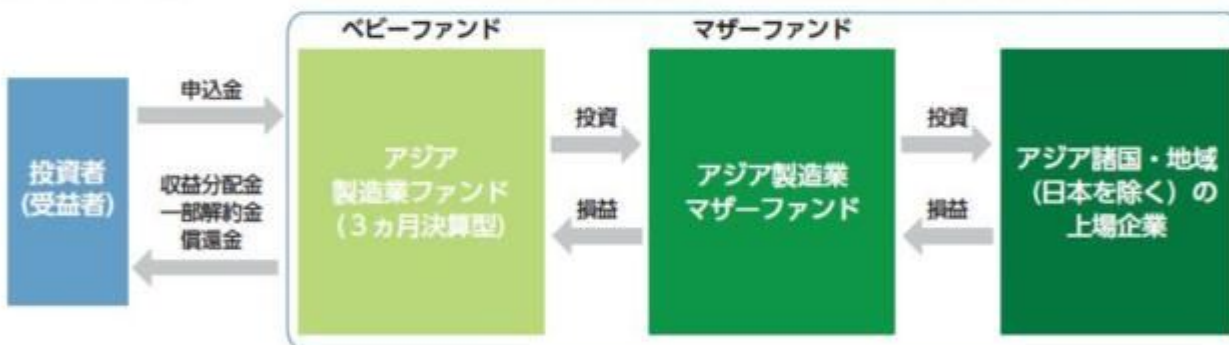 ベビーファンド
マザーファンド
投資者
(受益者)
申込金
収益分配金
一部解約金
償還金
アジア
製造業ファンド
(3ヵ月決算型)
投資
損益
アジア製造業
マザーファンド
投資
損益
アジア諸国・地域
(日本を除く)の
上場企業